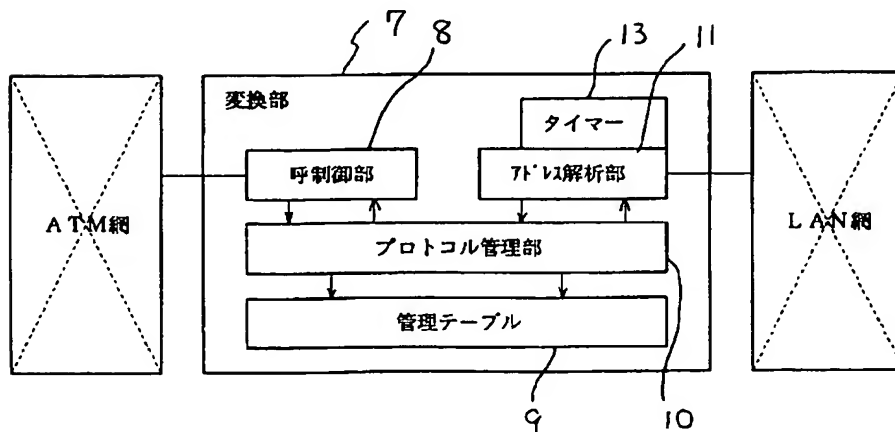 7
8
13
11
変換部
タイマー
呼制御部
アドレス解析部
ATM網
LAN網
プロトコル管理部
管理テーブル
9
10